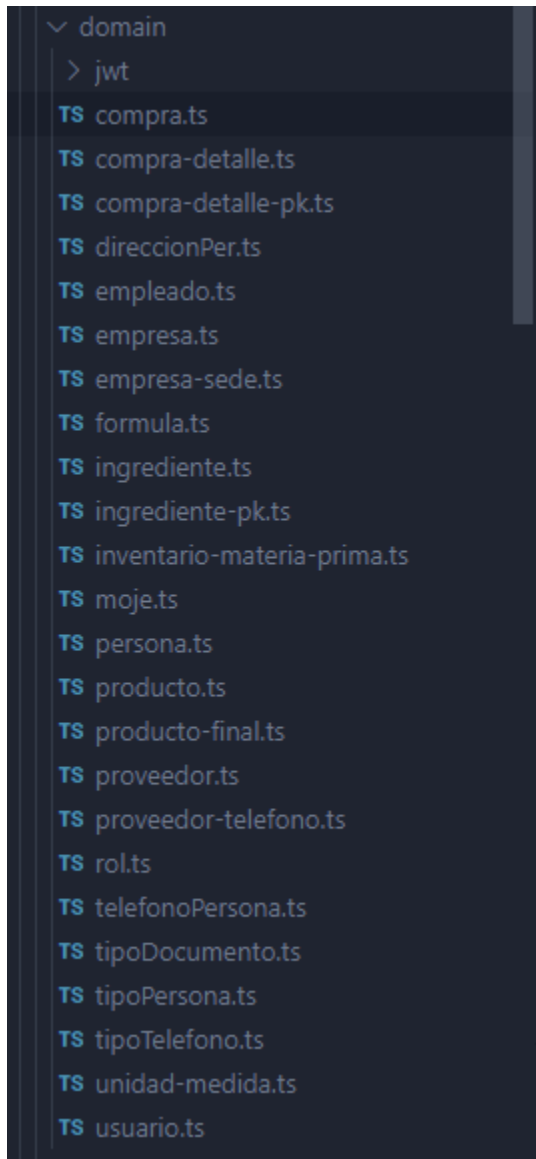 domain
jwt
TS compra.ts
TS compra-detalle.ts
TS compra-detalle-pk.ts
TS direccionPer.ts
TS empleado.ts
TS empresa.ts
TS empresa-sede.ts
TS formula.ts
TS ingrediente.ts
TS ingrediente-pk.ts
TS inventario-materia-prima.ts
TS moje.ts
TS persona.ts
TS producto.ts
TS producto-final.ts
TS proveedor.ts
TS proveedor-telefono.ts
TS rol.ts
TS telefonoPersona.ts
TS tipoDocumento.ts
TS tipoPersona.ts
TS tipoTelefono.ts
TS unidad-medida.ts
TS usuario.ts